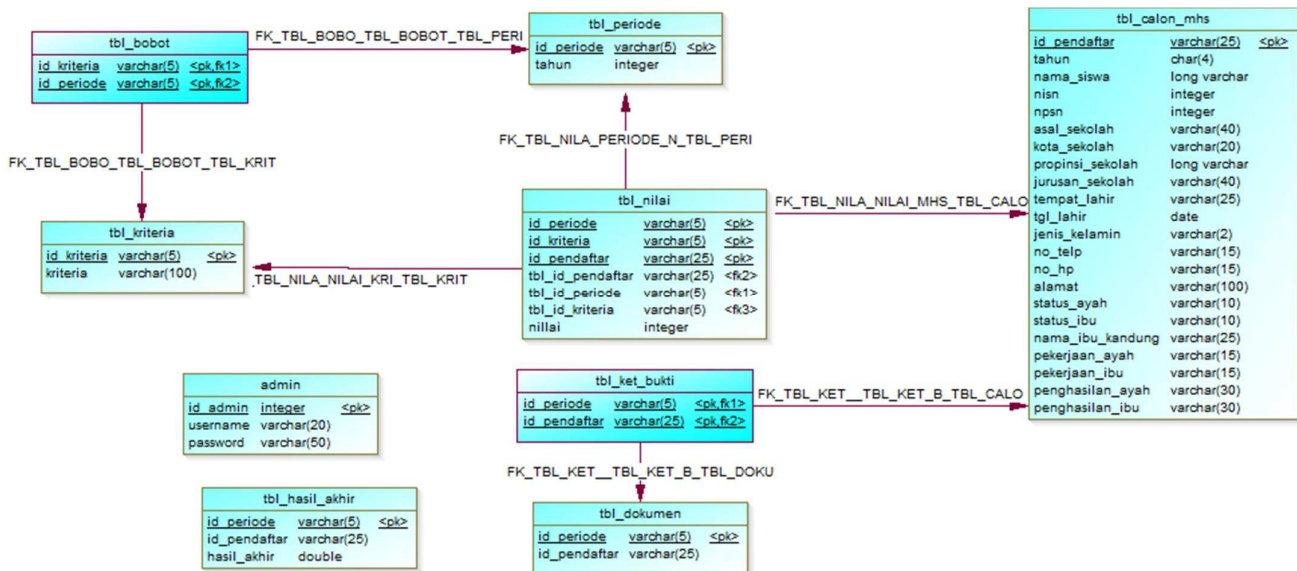 tbl_bobot
id_kriteria varchar(5) <pk,fk1>
id_periode varchar(5) <pk,fk2>
FK_TBL_BOBO_TBL_BOBOT_TBL_PERI
tbl_periode
id_periode varchar(5) <pk>
tahun integer
FK_TBL_BOBO_TBL_BOBOT_TBL_KRIT
FK_TBL_NILA_PERIODE_N_TBL_PERI
tbl_kriteria
id_kriteria varchar(5) <pk>
kriteria varchar(100)
_TBL_NILA_NILAI_KRI_TBL_KRIT
tbl_nilai
id_periode varchar(5) <pk>
id_kriteria varchar(5) <pk>
id_pendaftar varchar(25) <pk>
tbl_id_pendaftar varchar(25) <fk2>
tbl_id_periode varchar(5) <fk1>
tbl_id_kriteria varchar(5) <fk3>
nillai integer
FK_TBL_NILA_NILAI_MHS_TBL_CALO
tbl_calon_mhs
id_pendaftar varchar(25) <pk>
tahun char(4)
nama_siswa long varchar
nisn integer
npsn integer
asal_sekolah varchar(40)
kota_sekolah varchar(20)
propinsi_sekolah long varchar
jurusan_sekolah varchar(40)
tempat_lahir varchar(25)
tgl_lahir date
jenis_kelamin varchar(2)
no_telp varchar(15)
no_hp varchar(15)
alamat varchar(100)
status_ayah varchar(10)
status_ibu varchar(10)
nama_ibu_kandung varchar(25)
pekerjaan_ayah varchar(15)
pekerjaan_ibu varchar(15)
penghasilan_ayah varchar(30)
penghasilan_ibu varchar(30)
admin
id_admin integer <pk>
username varchar(20)
password varchar(50)
tbl_ket_bukti
id_periode varchar(5) <pk,fk1>
id_pendaftar varchar(25) <pk,fk2>
FK_TBL_KET__TBL_KET_B_TBL_CALO
FK_TBL_KET__TBL_KET_B_TBL_DOKU
tbl_hasil_akhir
id_periode varchar(5) <pk>
id_pendaftar varchar(25)
hasil_akhir double
tbl_dokumen
id_periode varchar(5) <pk>
id_pendaftar varchar(25)